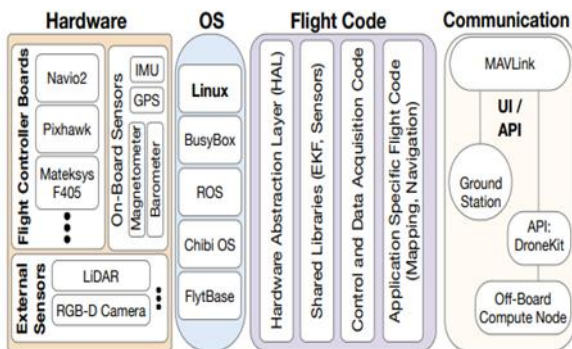 Hardware
Flight Controller Boards
Navio2
Pixhawk
Mateksys
F405
On-Board Sensors
IMU
GPS
Magnetometer
Barometer
External
Sensors
LiDAR
RGB-D Camera
OS
Linux
BusyBox
ROS
Chibi OS
FlytBase
Flight Code
Hardware Abstraction Layer (HAL)
Shared Libraries (EKF, Sensors)
Control and Data Acquisition Code
Application Specific Flight Code
(Mapping, Navigation)
Communication
MAVLink
UI /
API
Ground
Station
API:
DroneKit
Off-Board
Compute Node